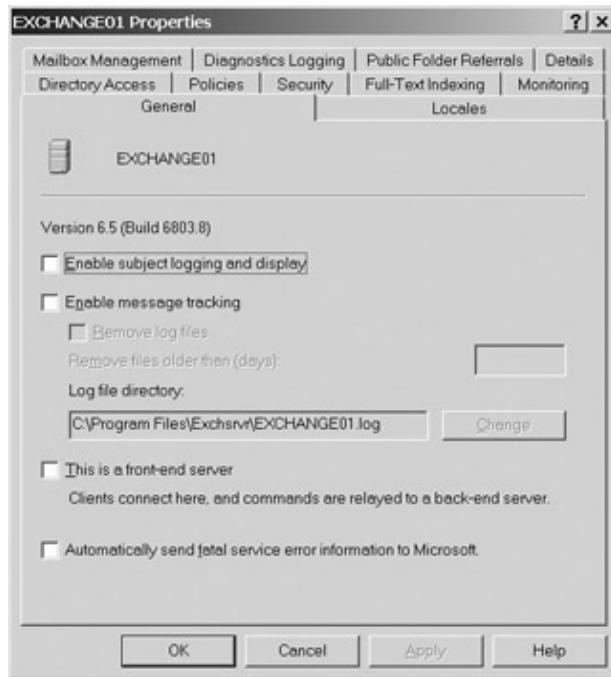 EXCHANGE01 Properties
Mailbox Management Diagnostics Logging Public Folder Referrals Details
Directory Access Policies Security Full-Text Indexing Monitoring
General Locales
EXCHANGE01
Version 6.5 (Build 6803.8)
Enable subject logging and display
Enable message tracking
Remove log files
Remove files older than (days):
Log file directory:
C:\Program Files\Exchsrvr\EXCHANGE01.log Change
This is a front-end server
Clients connect here, and commands are relayed to a back-end server.
Automatically send fatal service error information to Microsoft.
OK Cancel Apply Help